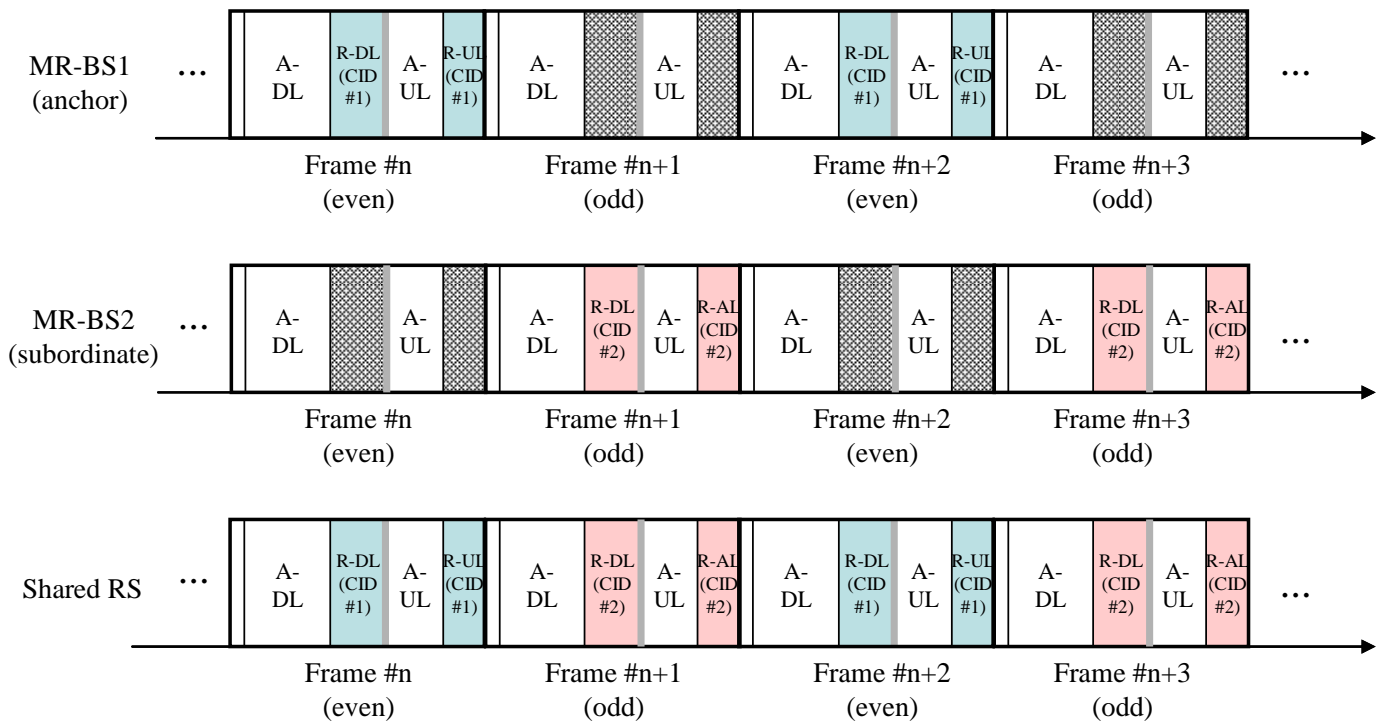 MR-BS1
(anchor)
...
A-
DL
R-DL
(CID
#1)
A-
UL
R-UL
(CID
#1)
A-
DL
A-
UL
A-
DL
R-DL
(CID
#1)
A-
UL
R-UL
(CID
#1)
A-
DL
A-
UL
...
Frame #n
(even)
Frame #n+1
(odd)
Frame #n+2
(even)
Frame #n+3
(odd)
MR-BS2
(subordinate)
...
A-
DL
A-
UL
A-
DL
R-DL
(CID
#2)
A-
UL
R-AL
(CID
#2)
A-
DL
A-
UL
A-
DL
R-DL
(CID
#2)
A-
UL
R-AL
(CID
#2)
...
Frame #n
(even)
Frame #n+1
(odd)
Frame #n+2
(even)
Frame #n+3
(odd)
Shared RS
...
A-
DL
R-DL
(CID
#1)
A-
UL
R-UL
(CID
#1)
A-
DL
R-DL
(CID
#2)
A-
UL
R-AL
(CID
#2)
A-
DL
R-DL
(CID
#1)
A-
UL
R-UL
(CID
#1)
A-
DL
R-DL
(CID
#2)
A-
UL
R-AL
(CID
#2)
...
Frame #n
(even)
Frame #n+1
(odd)
Frame #n+2
(even)
Frame #n+3
(odd)